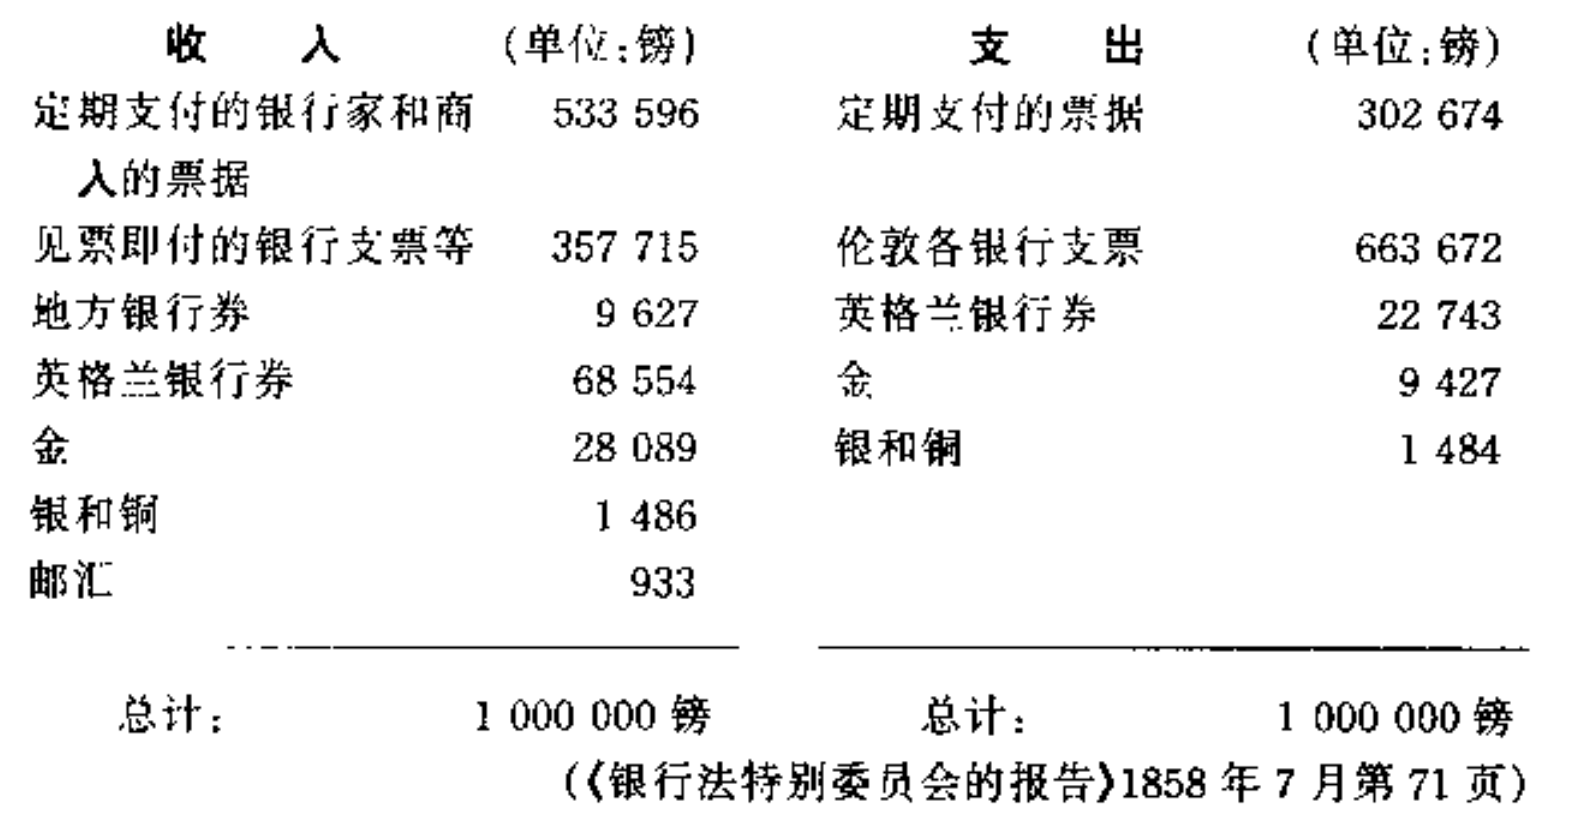 收 入 (单位:镑) 支 出 (单位:镑)
定期支付的银行家和商 533 596 定期支付的票据 302 674
人的票据
见票即付的银行支票等 357 715 伦敦各银行支票 663 672
地方银行券 9 627 英格兰银行券 22 743
英格兰银行券 68 554 金 9 427
金 28 089 银和铜 1 484
银和铜 1 486
邮汇 933
总计: 1 000 000 镑 总计: 1 000 000 镑
(《银行法特别委员会的报告》1858 年 7 月第 71 页)